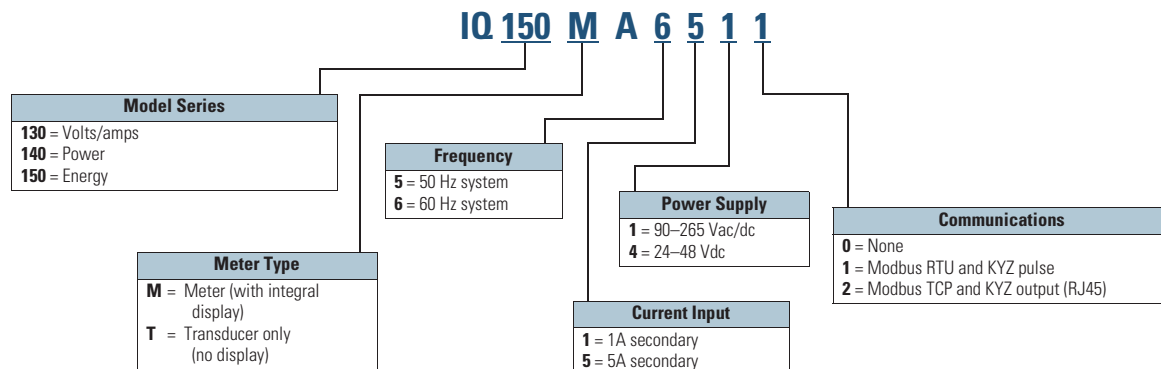 IQ 150 M A 6 5 1 1
Model Series
130 = Volts/amps
140 = Power
150 = Energy
Meter Type
M = Meter (with integral
display)
T = Transducer only
(no display)
Frequency
5 = 50 Hz system
6 = 60 Hz system
Current Input
1 = 1A secondary
5 = 5A secondary
Power Supply
1 = 90–265 Vac/dc
4 = 24–48 Vdc
Communications
0 = None
1 = Modbus RTU and KYZ pulse
2 = Modbus TCP and KYZ output (RJ45)